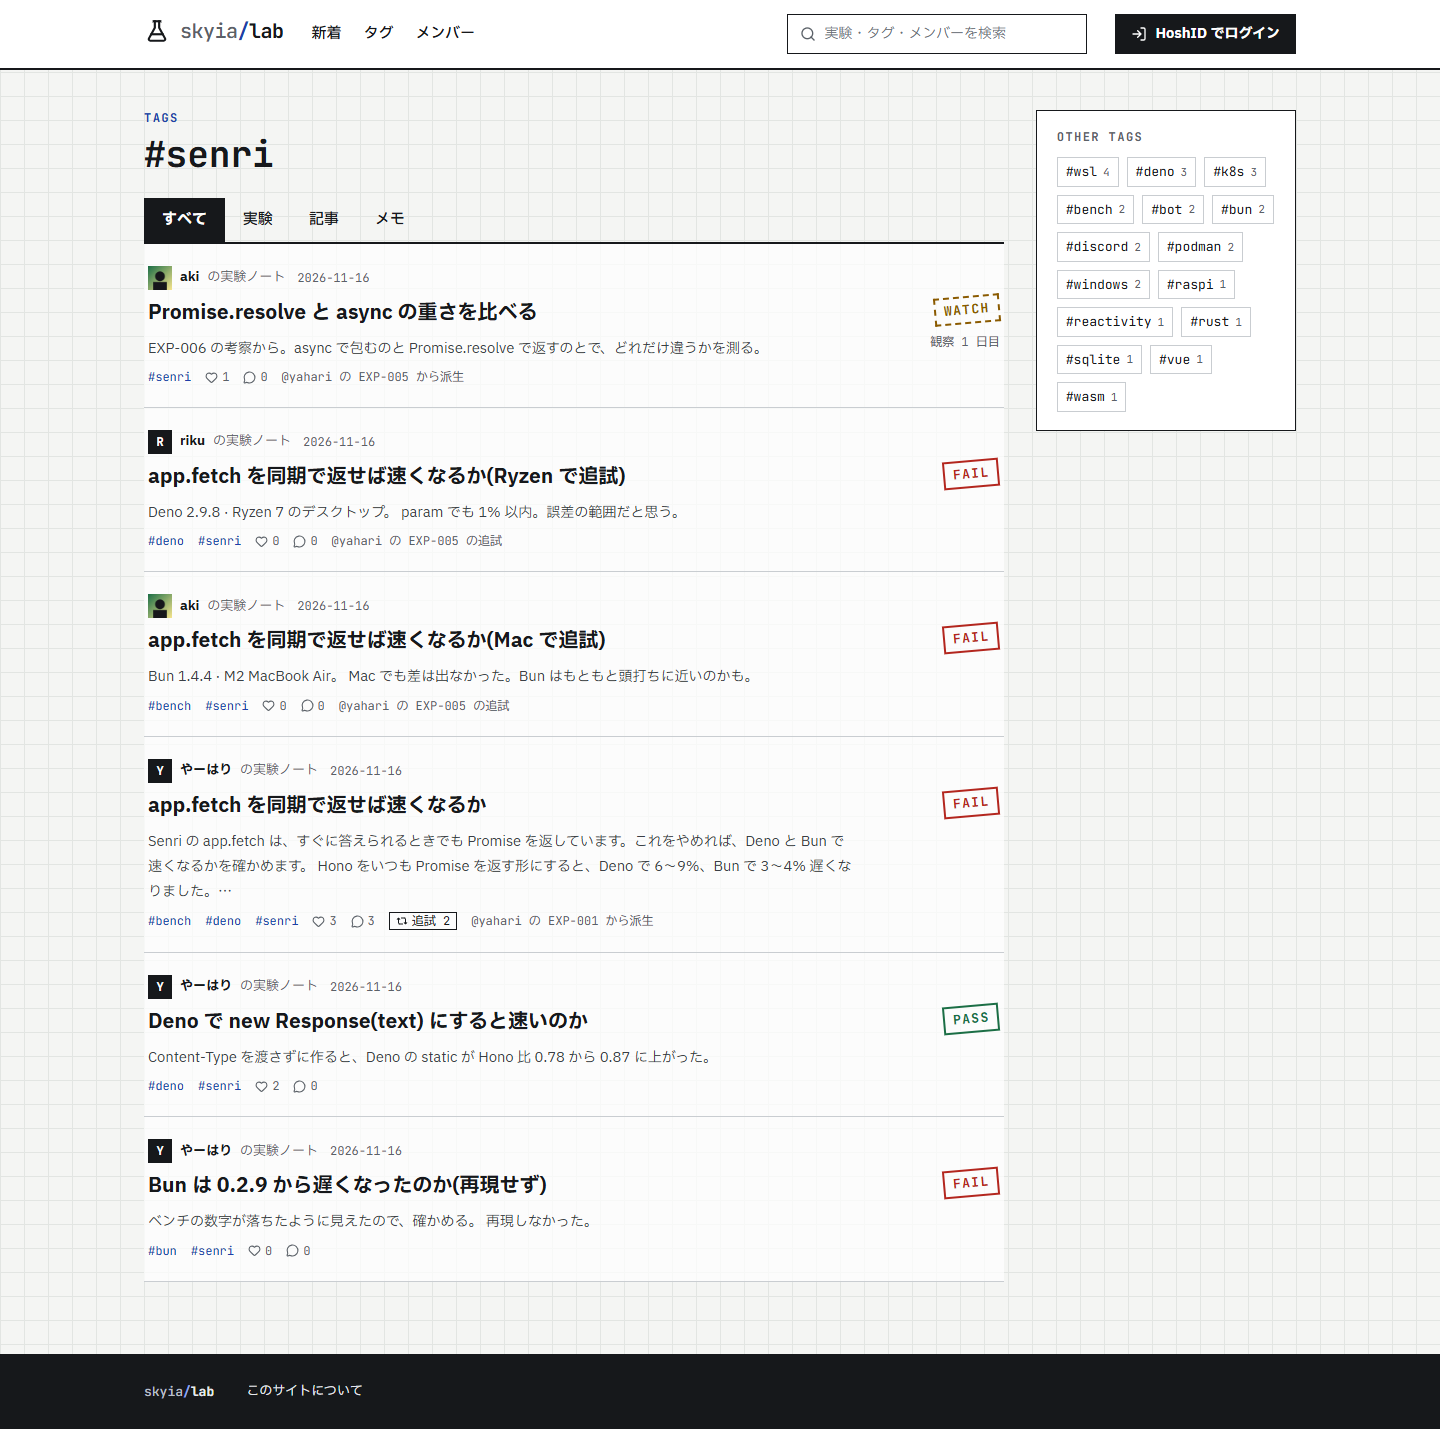 skyia/lab
新着
タグ
メンバー
実験・タグ・メンバーを検索
HoshID でログイン
TAGS
#senri
すべて
実験
記事
メモ
aki の実験ノート 2026-11-16
Promise.resolve と async の重さを比べる
EXP-006 の考察から。async で包むのと Promise.resolve で返すのとで、どれだけ違うかを測る。
#senri 1 0 @yahari の EXP-005 から派生
WATCH
観察 1 日目
R riku の実験ノート 2026-11-16
app.fetch を同期で返せば速くなるか(Ryzen で追試)
Deno 2.9.8 · Ryzen 7 のデスクトップ。 param でも 1% 以内。誤差の範囲だと思う。
#deno #senri 0 0 @yahari の EXP-005 の追試
FAIL
aki の実験ノート 2026-11-16
app.fetch を同期で返せば速くなるか(Mac で追試)
Bun 1.4.4 · M2 MacBook Air。 Mac でも差は出なかった。Bun はもともと頭打ちに近いのかも。
#bench #senri 0 0 @yahari の EXP-005 の追試
FAIL
Y やーはり の実験ノート 2026-11-16
app.fetch を同期で返せば速くなるか
Senri の app.fetch は、すぐに答えられるときでも Promise を返しています。これをやめれば、Deno と Bun で
速くなるかを確かめます。 Hono をいつも Promise を返す形にすると、Deno で 6〜9%、Bun で 3〜4% 遅くな
りました。…
#bench #deno #senri 3 3 追試 2 @yahari の EXP-001 から派生
FAIL
Y やーはり の実験ノート 2026-11-16
Deno で new Response(text) にすると速いのか
Content-Type を渡さずに作ると、Deno の static が Hono 比 0.78 から 0.87 に上がった。
#deno #senri 2 0
PASS
Y やーはり の実験ノート 2026-11-16
Bun は 0.2.9 から遅くなったのか(再現せず)
ベンチの数字が落ちたように見えたので、確かめる。 再現しなかった。
#bun #senri 0 0
FAIL
OTHER TAGS
#wsl 4 #deno 3 #k8s 3
#bench 2 #bot 2 #bun 2
#discord 2 #podman 2
#windows 2 #raspi 1
#reactivity 1 #rust 1
#sqlite 1 #vue 1
#wasm 1
skyia/lab
このサイトについて